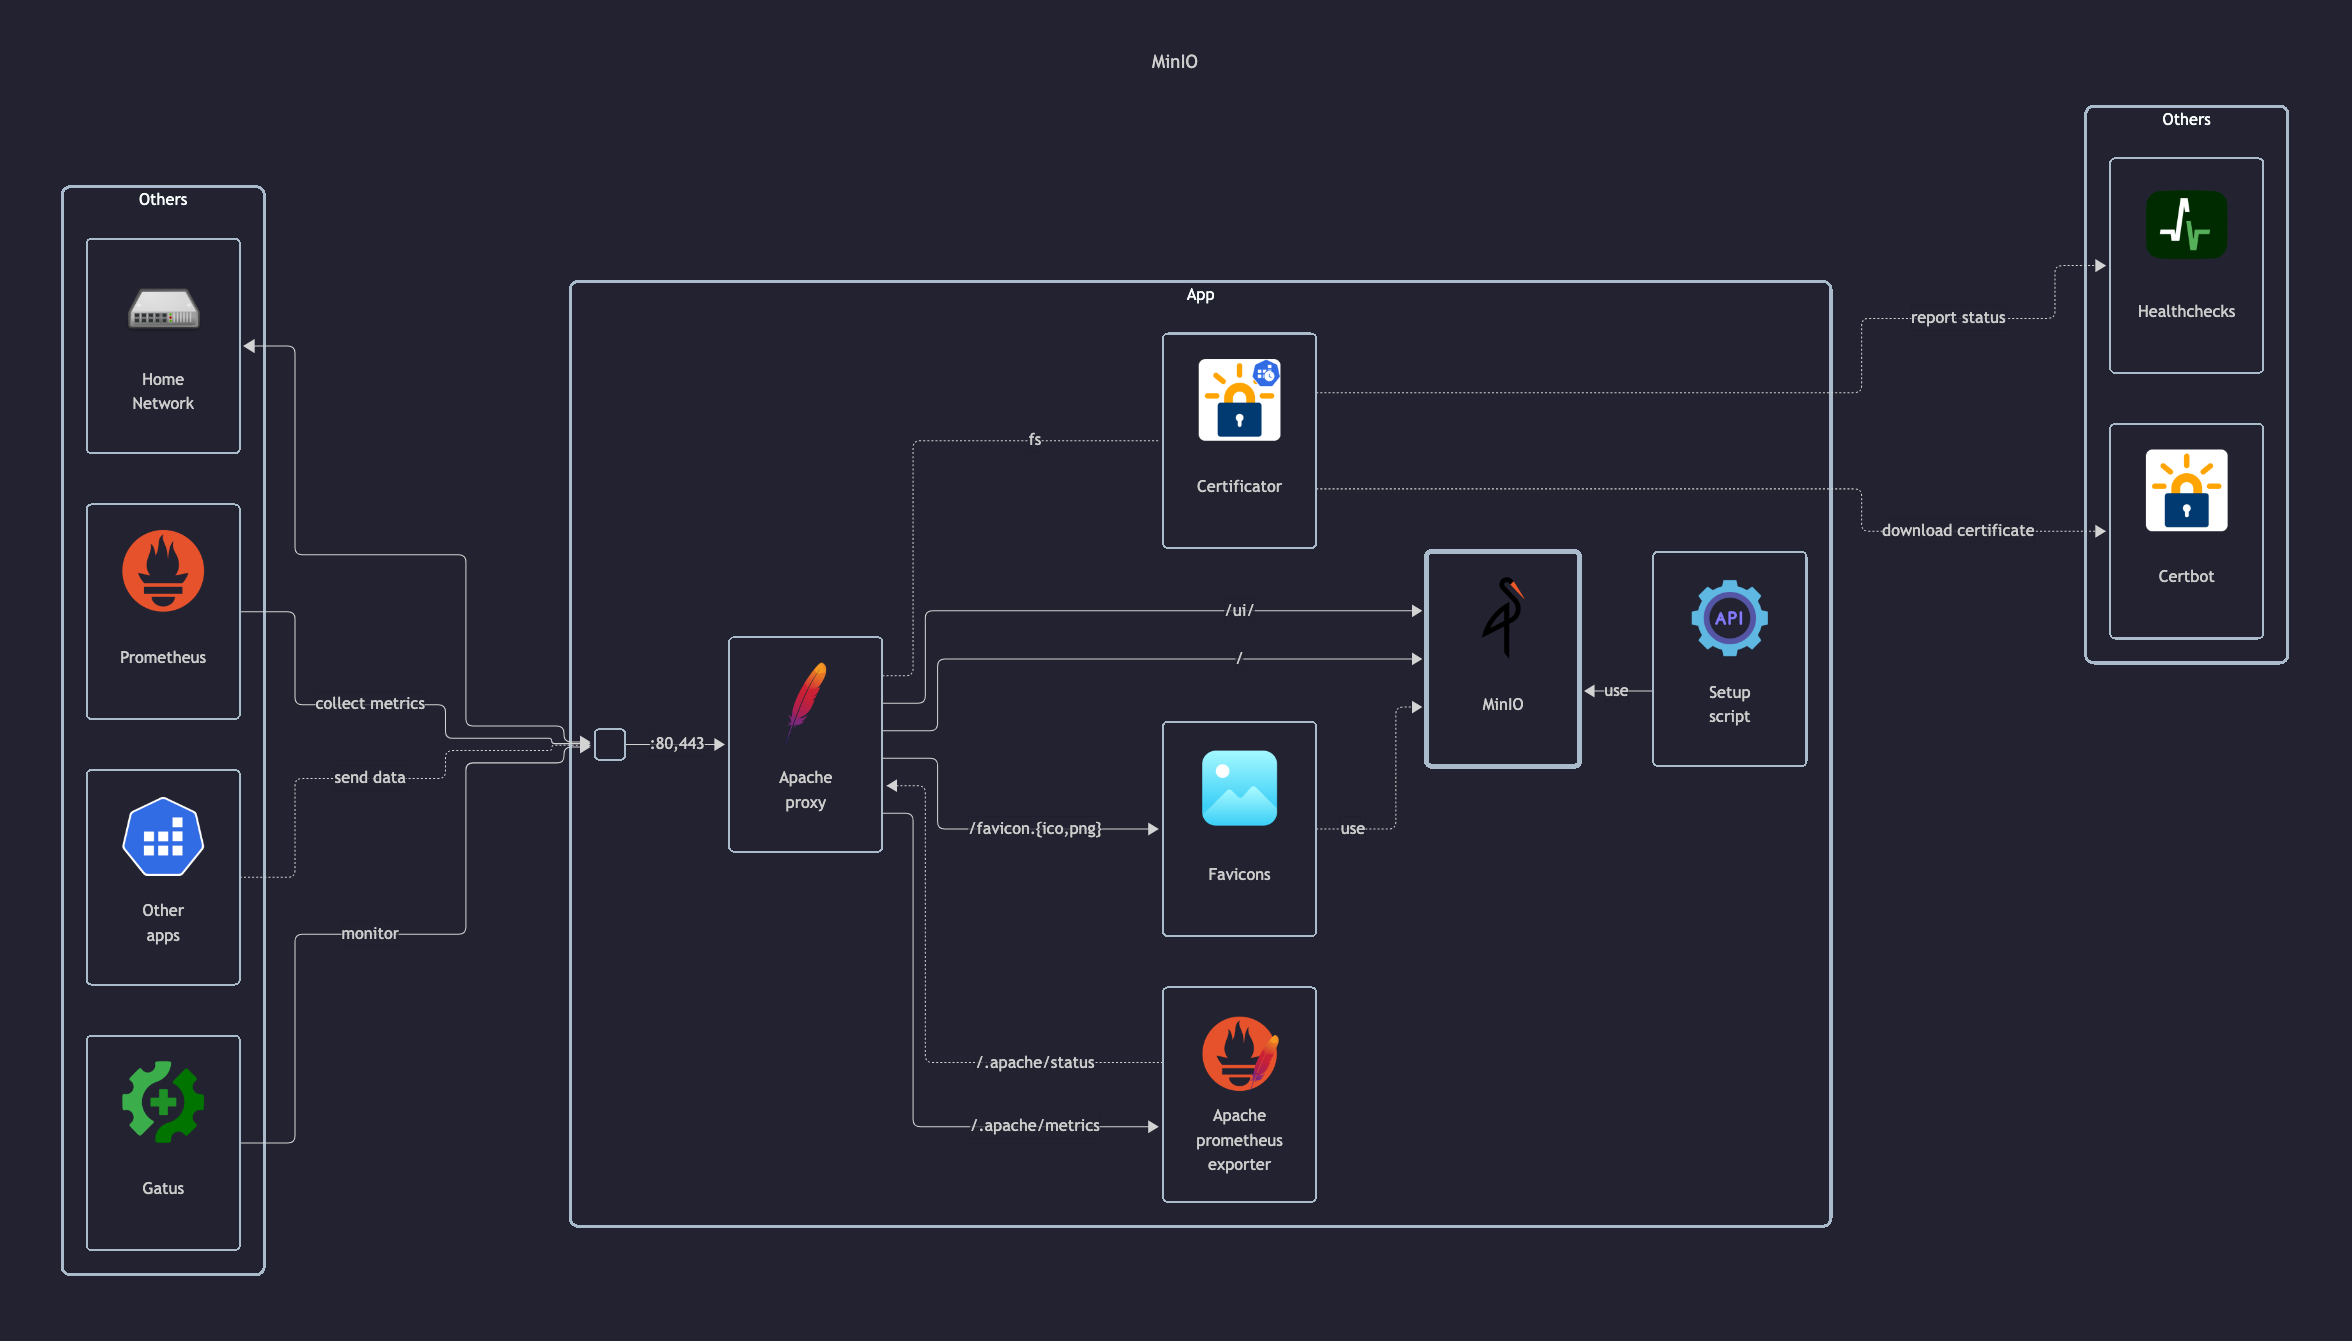 MinIO
Others
Home
Network
Prometheus
Other
apps
Gatus
collect metrics
send data
monitor
App
:80,443
Apache
proxy
fs
/ui/
/
/favicon.{ico,png}
/.apache/status
/.apache/metrics
Certificator
Favicons
Apache
prometheus
exporter
use
MinIO
use
API
Setup
script
report status
download certificate
Others
Healthchecks
Certbot